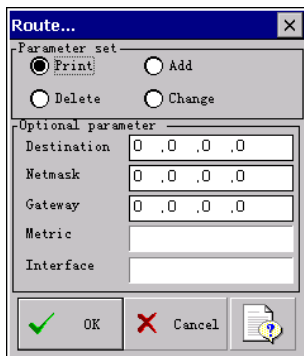 Route...
Parameter set
Print Add
Delete Change
Optional parameter
Destination 0 .0 .0 .0
Netmask 0 .0 .0 .0
Gateway 0 .0 .0 .0
Metric
Interface
OK Cancel